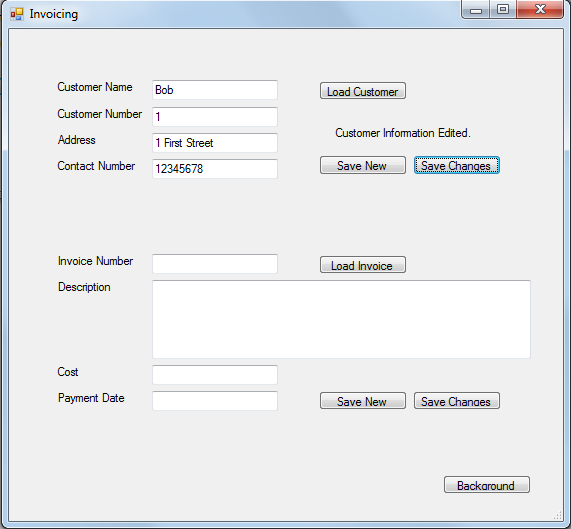 Invoicing
Customer Name Bob Load Customer
Customer Number 1
Customer Information Edited.
Address 1 First Street
Contact Number 12345678 Save New Save Changes
Invoice Number Load Invoice
Description
Cost
Payment Date Save New Save Changes
Background